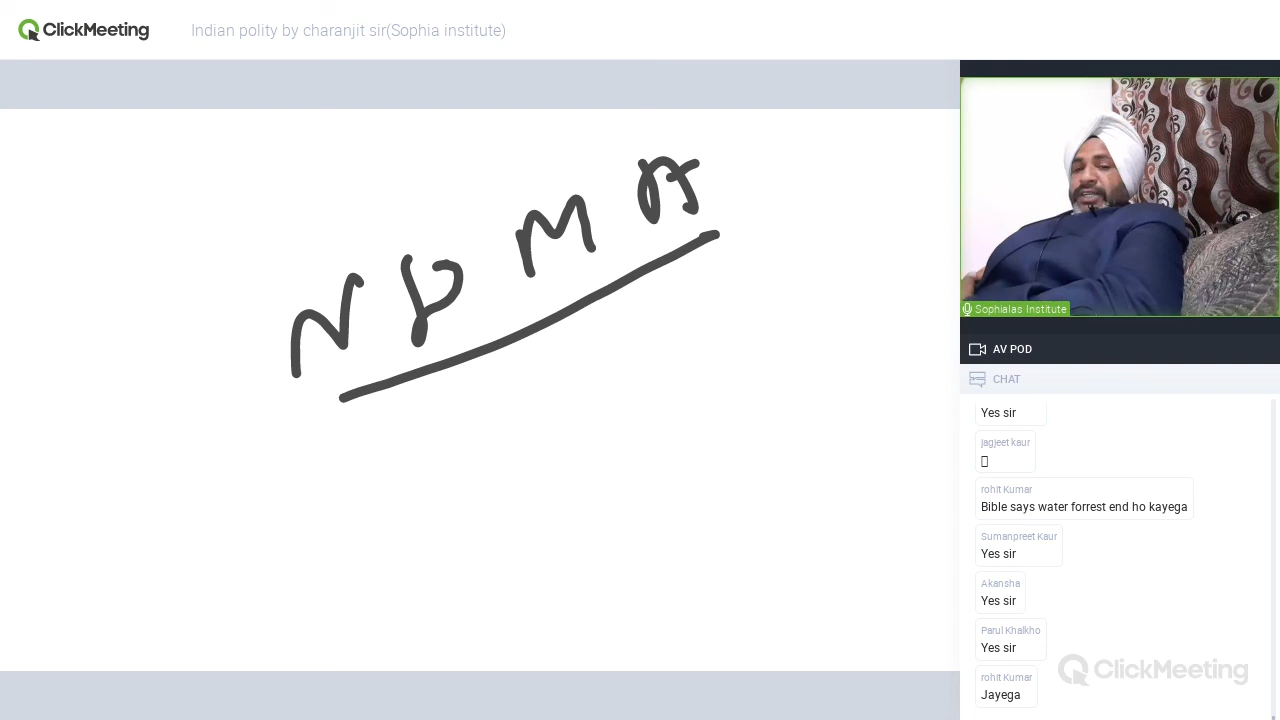 ClickMeeting
Indian polity by charanjit sir(Sophia institute)
N D M A
SophiaIas Institute
AV POD
CHAT
Yes sir
jagjeet kaur
rohit Kumar
Bible says water forrest end ho kayega
Sumanpreet Kaur
Yes sir
Akansha
Yes sir
Parul Khalkho
Yes sir
rohit Kumar
Jayega
ClickMeeting